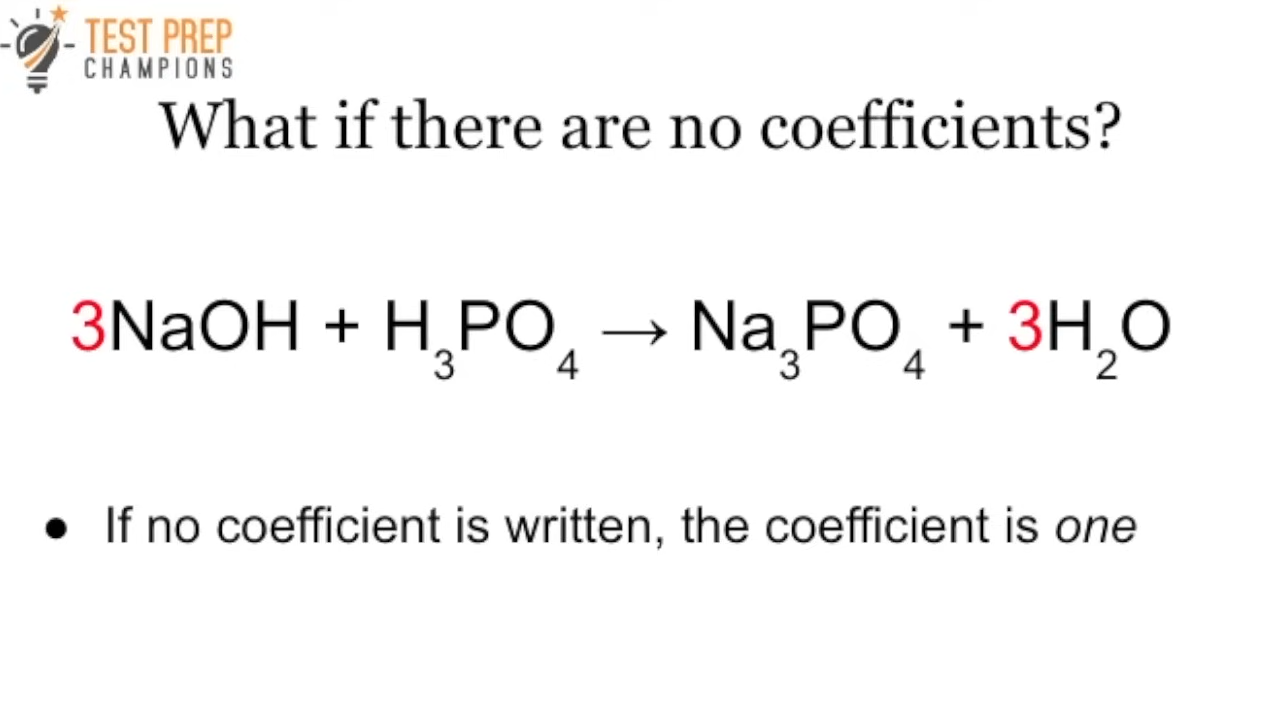 TEST PREP
CHAMPIONS
What if there are no coefficients?
3NaOH + H₃PO₄ → Na₃PO₄ + 3H₂O
● If no coefficient is written, the coefficient is one